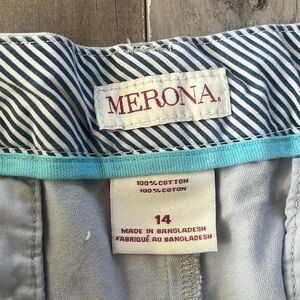 MERONA®
100% COTTON
100% COTON
14
MADE IN BANGLADESH
FABRIQUÉ AU BANGLADESH